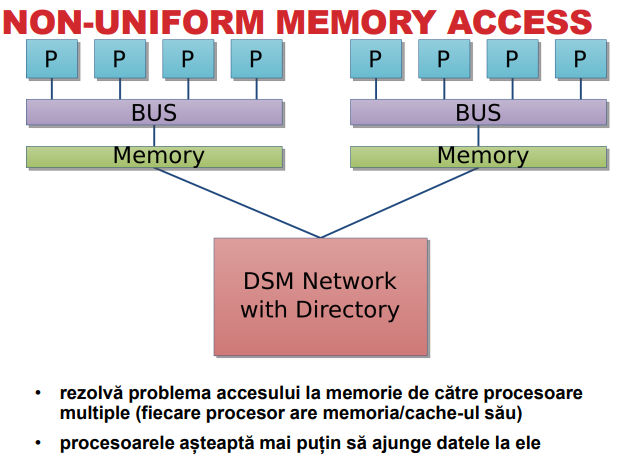 NON-UNIFORM MEMORY ACCESS
P P P P P P P P
BUS BUS
Memory Memory
DSM Network
with Directory
• rezolvă problema accesului la memorie de către procesoare
multiple (fiecare procesor are memoria/cache-ul său)
• procesoarele așteaptă mai puțin să ajunge datele la ele